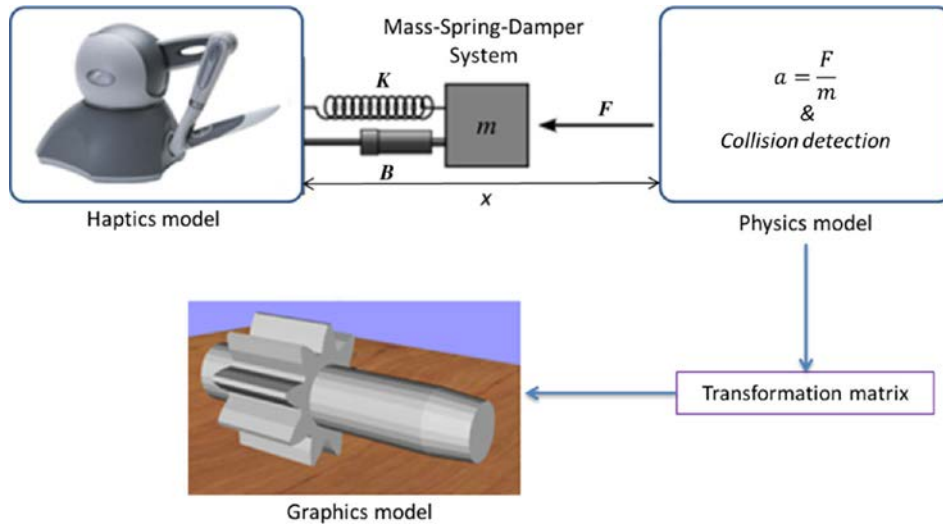 Mass-Spring-Damper
System
K
m
B
F
x
a = F/m
&
Collision detection
Haptics model
Physics model
Transformation matrix
Graphics model